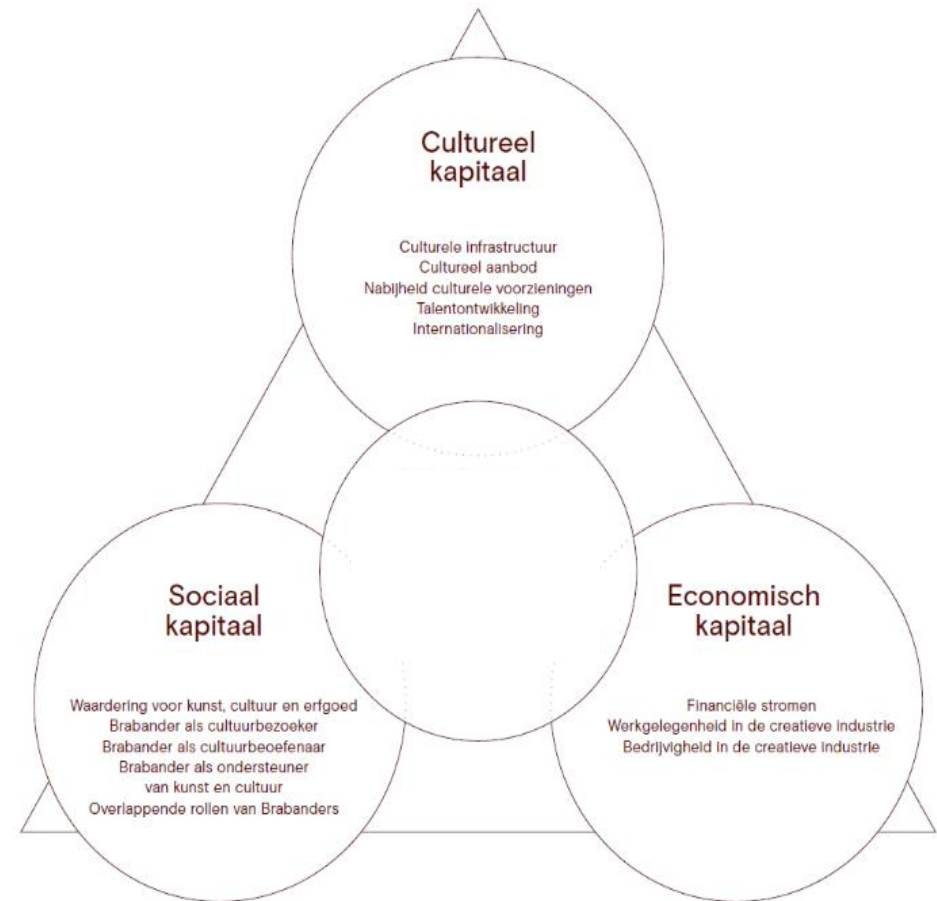 Cultureel
kapitaal
Culturele infrastructuur
Cultureel aanbod
Nabijheid culturele voorzieningen
Talentontwikkeling
Internationalisering
Sociaal
kapitaal
Waardering voor kunst, cultuur en erfgoed
Brabander als cultuurbezoeker
Brabander als cultuurbeoefenaar
Brabander als ondersteuner
van kunst en cultuur
Overlappende rollen van Brabanders
Economisch
kapitaal
Financiële stromen
Werkgelegenheid in de creatieve industrie
Bedrijvigheid in de creatieve industrie